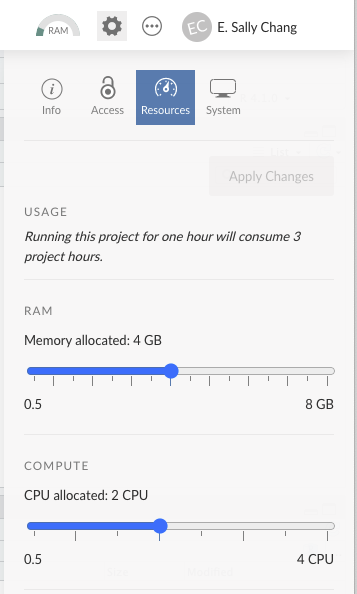 RAM
EC
E. Sally Chang
Info
Access
Resources
System
Apply Changes
USAGE
Running this project for one hour will consume 3
project hours.
RAM
Memory allocated: 4 GB
0.5
8 GB
COMPUTE
CPU allocated: 2 CPU
0.5
4 CPU